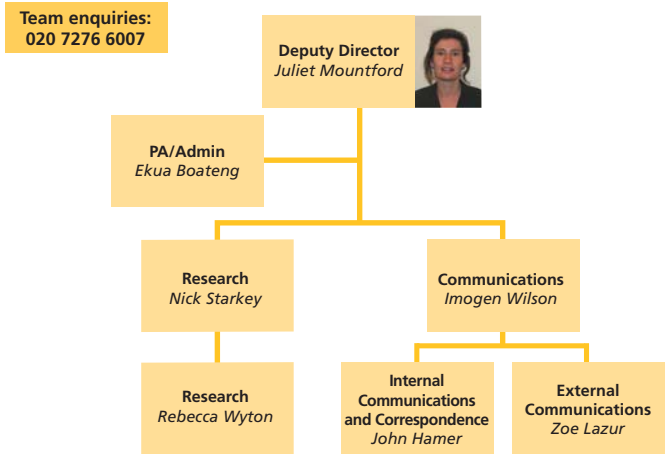 Team enquiries:
020 7276 6007
Deputy Director
Juliet Mountford
PA/Admin
Ekua Boateng
Research
Nick Starkey
Communications
Imogen Wilson
Research
Rebecca Wyton
Internal
Communications
and Correspondence
John Hamer
External
Communications
Zoe Lazur